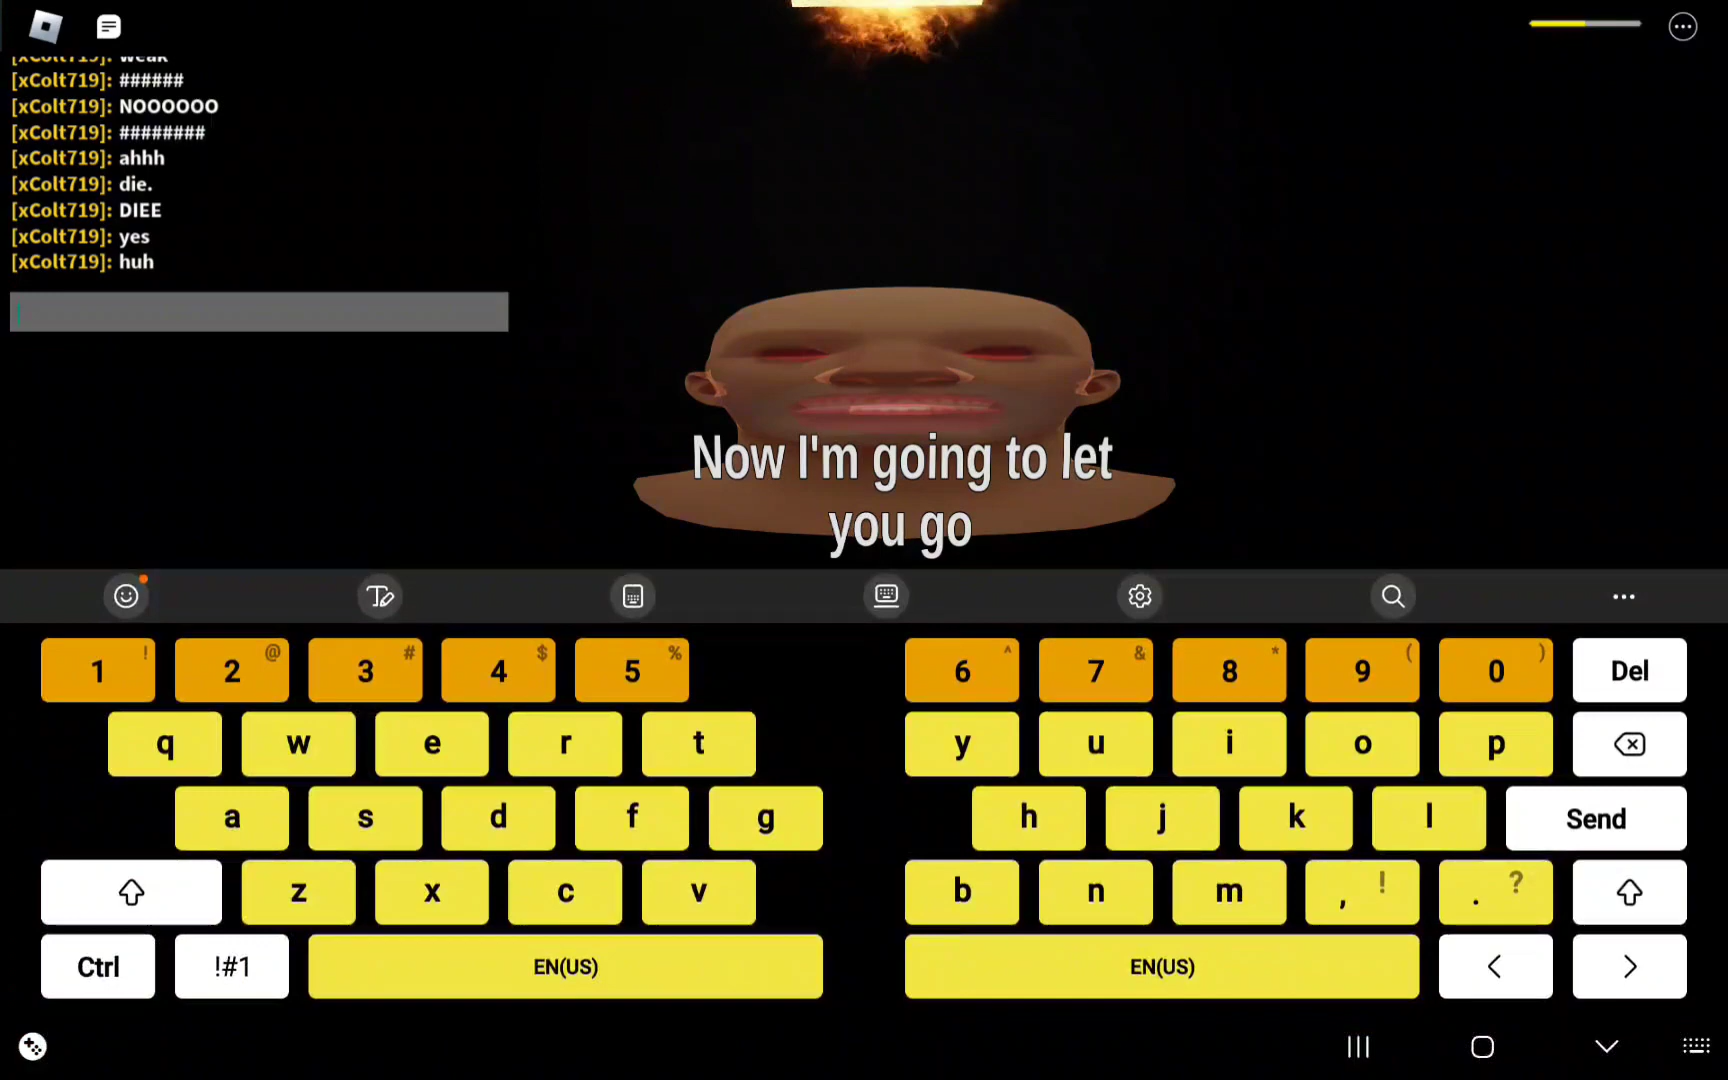 [xColt719]: weak
[xColt719]: ######
[xColt719]: NOOOOOO
[xColt719]: ########
[xColt719]: ahhh
[xColt719]: die.
[xColt719]: DIEE
[xColt719]: yes
[xColt719]: huh
Now I'm going to let
you go
1 ! 2 @ 3 # 4 $ 5 % 6 ^ 7 & 8 * 9 ( 0 ) Del
q w e r t y u i o p
a s d f g h j k l Send
z x c v b n m , ! . ?
Ctrl !#1 EN(US) EN(US) < >